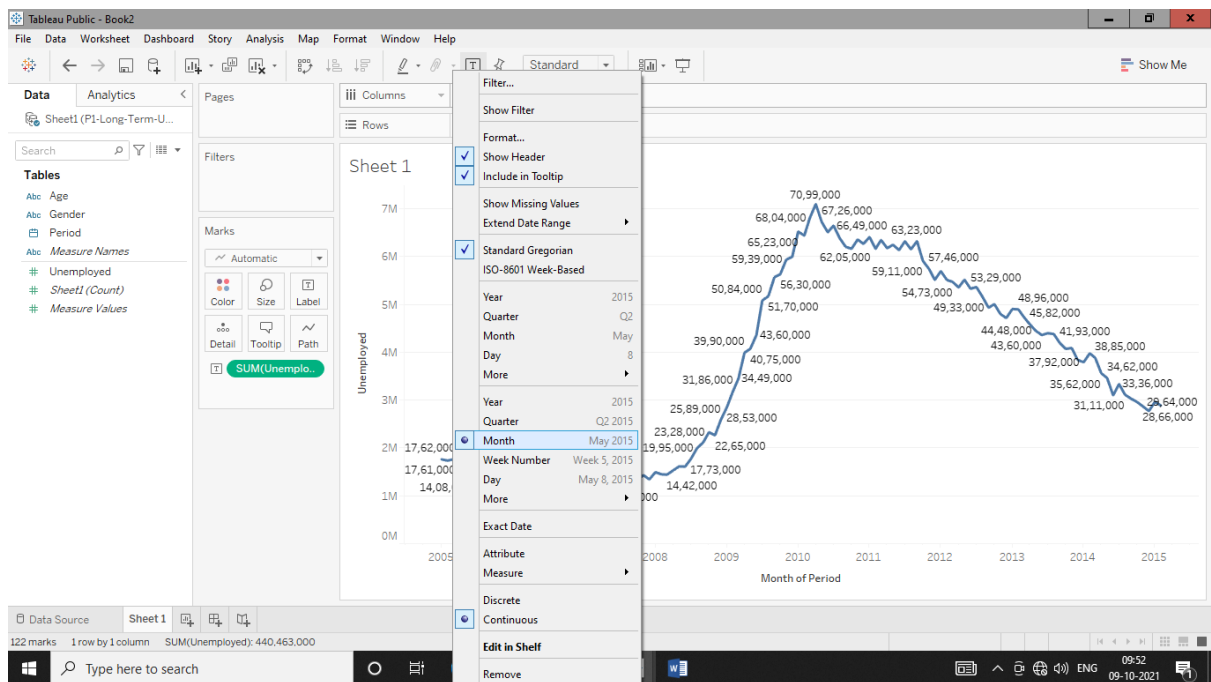 Tableau Public - Book2
File Data Worksheet Dashboard Story Analysis Map Format Window Help
Standard
Show Me
Data Analytics
Sheet1 (P1-Long-Term-U...
Search
Tables
Abc Age
Abc Gender
Period
Abc Measure Names
# Unemployed
# Sheet1 (Count)
# Measure Values
Pages
Filters
Marks
Automatic
Color Size Label
Detail Tooltip Path
SUM(Unemplo..
Columns
Rows
Sheet 1
7M
6M
5M
4M
3M
2M
1M
0M
Unemployed
17,62,000
17,61,000
14,08,
2005
Filter...
Show Filter
Format...
Show Header
Include in Tooltip
Show Missing Values
Extend Date Range
Standard Gregorian
ISO-8601 Week-Based
Year 2015
Quarter Q2
Month May
Day 8
More
Year 2015
Quarter Q2 2015
Month May 2015
Week Number Week 5, 2015
Day May 8, 2015
More
Exact Date
Attribute
Measure
Discrete
Continuous
Edit in Shelf
Remove
70,99,000
68,04,000 67,26,000
66,49,000 63,23,000
65,23,000
59,39,000 62,05,000 57,46,000
59,11,000
50,84,000 56,30,000 54,73,000 53,29,000
51,70,000 49,33,000 48,96,000
45,82,000
39,90,000 43,60,000 44,48,000 41,93,000
43,60,000 38,85,000
40,75,000 37,92,000 34,62,000
31,86,000 34,49,000 35,62,000 33,36,000
25,89,000 31,11,000 29,64,000
28,53,000 28,66,000
23,28,000
19,95,000 22,65,000
17,73,000
14,42,000
2008 2009 2010 2011 2012 2013 2014 2015
Month of Period
Data Source Sheet 1
122 marks 1 row by 1 column SUM(Unemployed): 440,463,000
Type here to search
ENG
09:52
09-10-2021
1